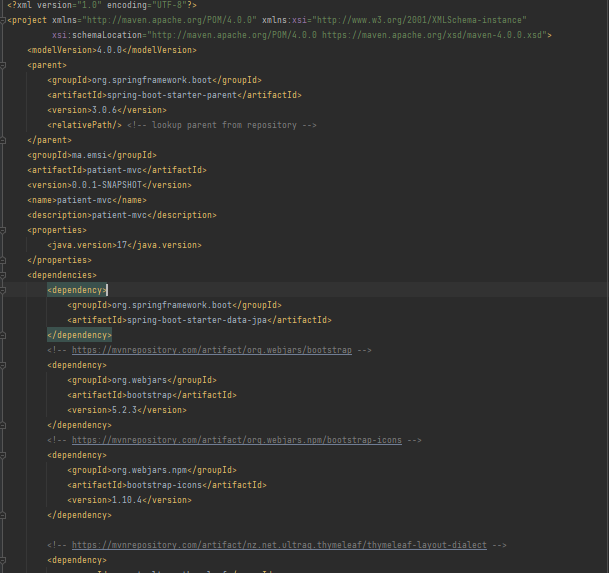 <?xml version="1.0" encoding="UTF-8"?>
<project xmlns="http://maven.apache.org/POM/4.0.0" xmlns:xsi="http://www.w3.org/2001/XMLSchema-instance"
xsi:schemaLocation="http://maven.apache.org/POM/4.0.0 https://maven.apache.org/xsd/maven-4.0.0.xsd">
<modelVersion>4.0.0</modelVersion>
<parent>
<groupId>org.springframework.boot</groupId>
<artifactId>spring-boot-starter-parent</artifactId>
<version>3.0.6</version>
<relativePath/> <!-- lookup parent from repository -->
</parent>
<groupId>ma.emsi</groupId>
<artifactId>patient-mvc</artifactId>
<version>0.0.1-SNAPSHOT</version>
<name>patient-mvc</name>
<description>patient-mvc</description>
<properties>
<java.version>17</java.version>
</properties>
<dependencies>
<dependency>
<groupId>org.springframework.boot</groupId>
<artifactId>spring-boot-starter-data-jpa</artifactId>
</dependency>
<!-- https://mvnrepository.com/artifact/org.webjars/bootstrap -->
<dependency>
<groupId>org.webjars</groupId>
<artifactId>bootstrap</artifactId>
<version>5.2.3</version>
</dependency>
<!-- https://mvnrepository.com/artifact/org.webjars.npm/bootstrap-icons -->
<dependency>
<groupId>org.webjars.npm</groupId>
<artifactId>bootstrap-icons</artifactId>
<version>1.10.4</version>
</dependency>
<!-- https://mvnrepository.com/artifact/nz.net.ultraq.thymeleaf/thymeleaf-layout-dialect -->
<dependency>